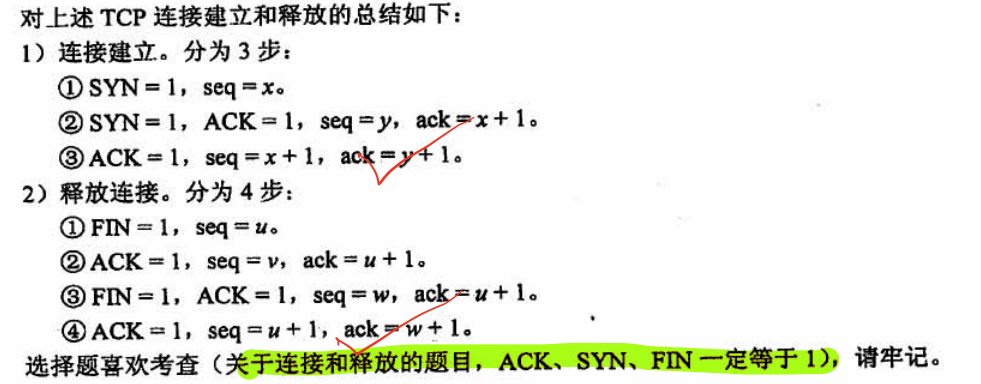 对上述 TCP 连接建立和释放的总结如下:
1)连接建立。分为 3 步:
① SYN = 1, seq = x。
② SYN = 1, ACK = 1, seq = y, ack = x + 1。
③ ACK = 1, seq = x + 1, ack = y + 1。
2)释放连接。分为 4 步:
① FIN = 1, seq = u。
② ACK = 1, seq = v, ack = u + 1。
③ FIN = 1, ACK = 1, seq = w, ack = u + 1。
④ ACK = 1, seq = u + 1, ack = w + 1。
选择题喜欢考查(关于连接和释放的题目,ACK、SYN、FIN 一定等于 1),请牢记。